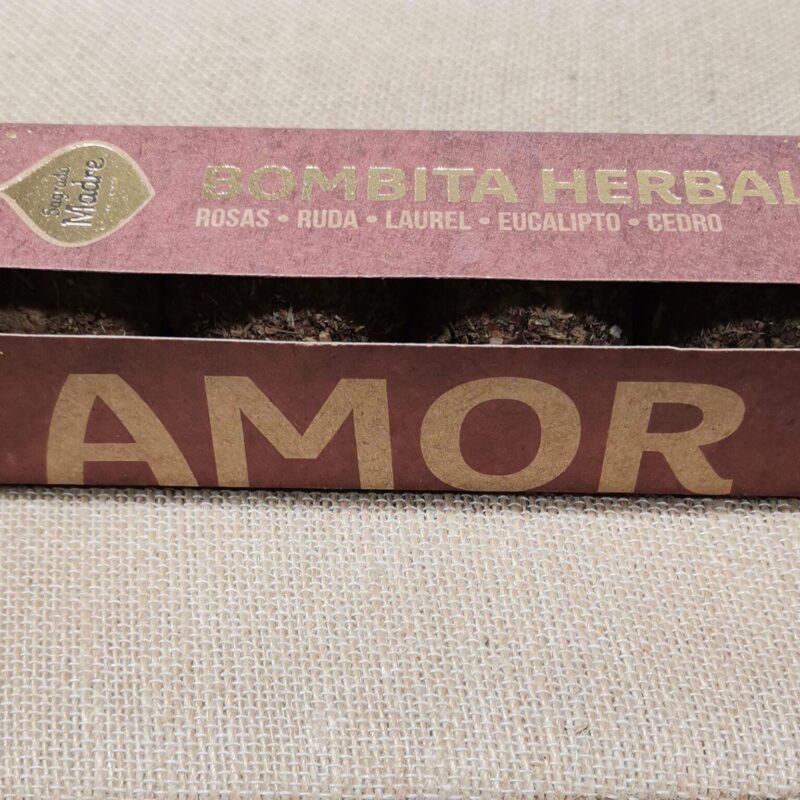 Sagrada
Madre
BOMBITA HERBAL
ROSAS • RUDA • LAUREL • EUCALIPTO • CEDRO
AMOR